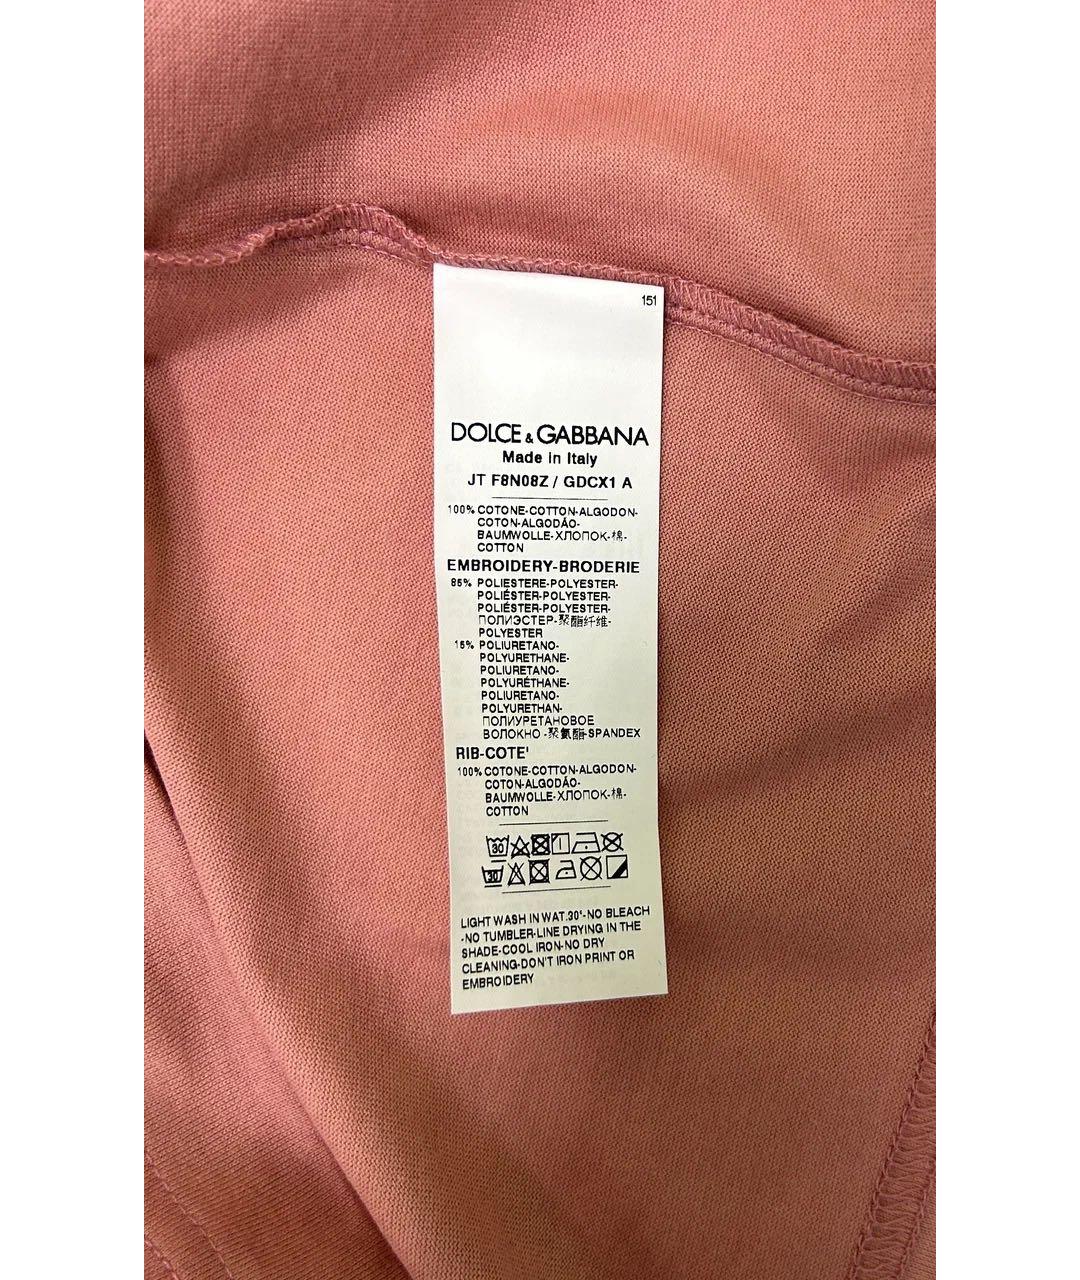 151
DOLCE & GABBANA
Made in Italy
JT F8N08Z / GDCX1 A
100% COTONE-COTTON-ALGODON-
COTON-ALGODÃO-
BAUMWOLLE-ХЛОПОК-棉-
COTTON
EMBROIDERY-BRODERIE
85% POLIESTERE-POLYESTER-
POLIÉSTER-POLYESTER-
POLIÉSTER-POLYESTER-
ПОЛИЭСТЕР-聚酯纤维-
POLYESTER
15% POLIURETANO-
POLYURETHANE-
POLIURETANO-
POLYURÉTHANE-
POLIURETANO-
POLYURETHAN-
ПОЛИУРЕТАНОВОЕ
ВОЛОКНО -聚氨酯-SPANDEX
RIB-COTE'
100% COTONE-COTTON-ALGODON-
COTON-ALGODÃO-
BAUMWOLLE-ХЛОПОК-棉-
COTTON
30
30
LIGHT WASH IN WAT.30°-NO BLEACH
-NO TUMBLER-LINE DRYING IN THE
SHADE-COOL IRON-NO DRY
CLEANING-DON'T IRON PRINT OR
EMBROIDERY